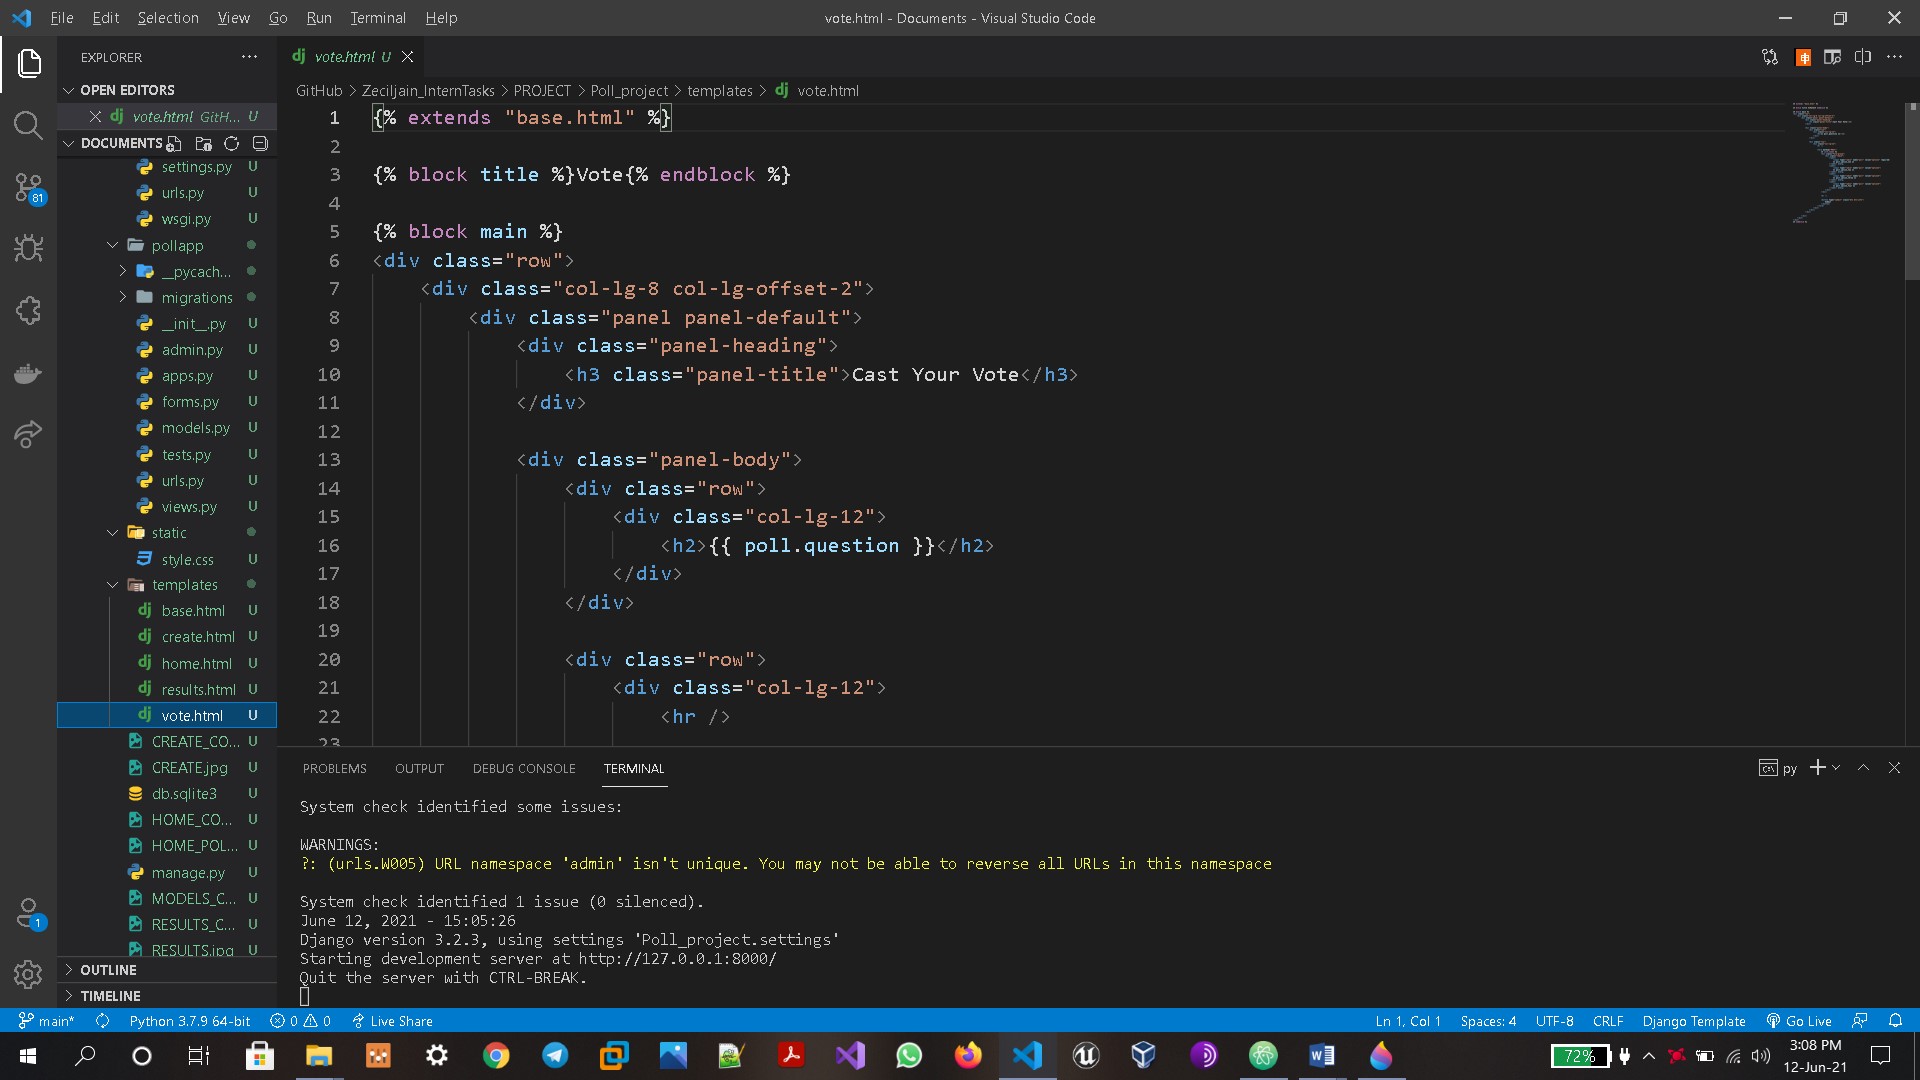 File Edit Selection View Go Run Terminal Help
vote.html - Documents - Visual Studio Code
EXPLORER
OPEN EDITORS
vote.html GitH... U
DOCUMENTS
settings.py U
urls.py U
wsgi.py U
pollapp
__pycach...
migrations
__init__.py U
admin.py U
apps.py U
forms.py U
models.py U
tests.py U
urls.py U
views.py U
static
style.css U
templates
base.html U
create.html U
home.html U
results.html U
vote.html U
CREATE_CO... U
CREATE.jpg U
db.sqlite3 U
HOME_CO... U
HOME_POL... U
manage.py U
MODELS_C... U
RESULTS_C... U
RESULTS.jpg U
OUTLINE
TIMELINE
81
1
vote.html U
GitHub > Zeciljain_InternTasks > PROJECT > Poll_project > templates > vote.html
1 {% extends "base.html" %}
2
3 {% block title %}Vote{% endblock %}
4
5 {% block main %}
6 <div class="row">
7 <div class="col-lg-8 col-lg-offset-2">
8 <div class="panel panel-default">
9 <div class="panel-heading">
10 <h3 class="panel-title">Cast Your Vote</h3>
11 </div>
12
13 <div class="panel-body">
14 <div class="row">
15 <div class="col-lg-12">
16 <h2>{{ poll.question }}</h2>
17 </div>
18 </div>
19
20 <div class="row">
21 <div class="col-lg-12">
22 <hr />
23
PROBLEMS OUTPUT DEBUG CONSOLE TERMINAL
py
System check identified some issues:
WARNINGS:
?: (urls.W005) URL namespace 'admin' isn't unique. You may not be able to reverse all URLs in this namespace
System check identified 1 issue (0 silenced).
June 12, 2021 - 15:05:26
Django version 3.2.3, using settings 'Poll_project.settings'
Starting development server at http://127.0.0.1:8000/
Quit the server with CTRL-BREAK.
main* Python 3.7.9 64-bit 0 0 Live Share
Ln 1, Col 1 Spaces: 4 UTF-8 CRLF Django Template Go Live
72%
3:08 PM
12-Jun-21